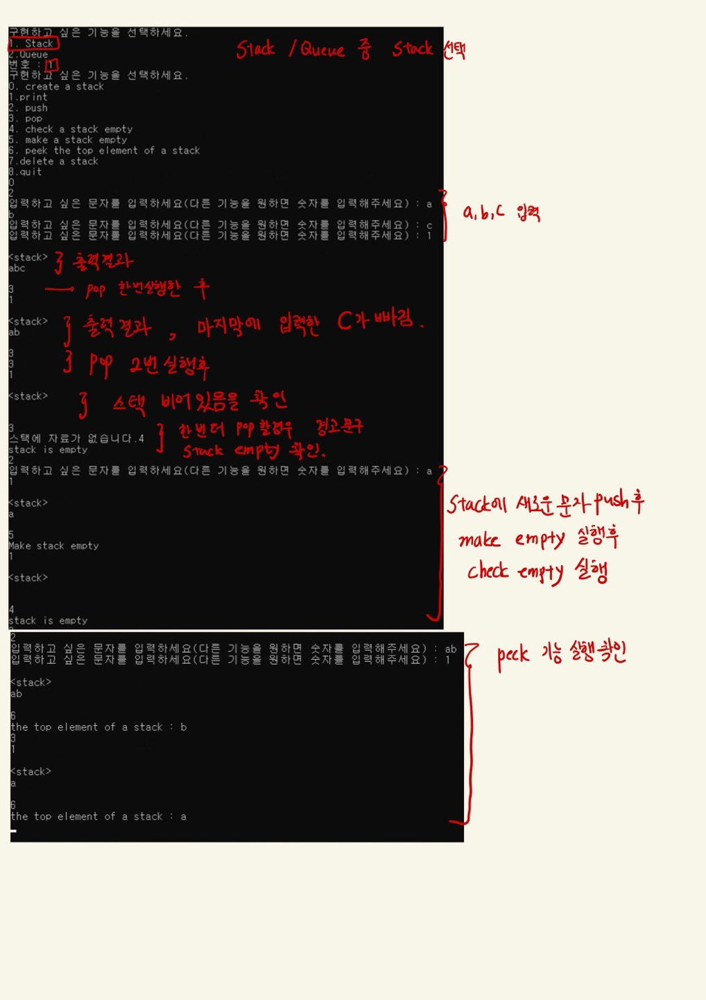 구현하고 싶은 기능을 선택하세요.
1. Stack
Stack / Queue 중 Stack 선택
2.Queue
번호 : 1
구현하고 싶은 기능을 선택하세요.
0. create a stack
1.print
2. push
3. pop
4. check a stack empty
5. make a stack empty
6. peek the top element of a stack
7.delete a stack
8.quit
0
2
입력하고 싶은 문자를 입력하세요(다른 기능을 원하면 숫자를 입력해주세요) : a
b
a, b, c 입력
입력하고 싶은 문자를 입력하세요(다른 기능을 원하면 숫자를 입력해주세요) : c
입력하고 싶은 문자를 입력하세요(다른 기능을 원하면 숫자를 입력해주세요) : 1
<stack>
abc
출력결과
3
pop 한번실행한 후
1
<stack>
ab
출력결과, 마지막에 입력한 C가 빠짐.
3
3
pop 2번 실행후
1
<stack>
스택 비어있음을 확인
3
스택에 자료가 없습니다.4
한번더 pop 할경우 경고문구
stack is empty
stack empty 확인.
2
입력하고 싶은 문자를 입력하세요(다른 기능을 원하면 숫자를 입력해주세요) : a
1
<stack>
a
Stack에 새로운 문자 push 후
5
make empty 실행후
Make stack empty
1
check empty 실행
<stack>
4
stack is empty
2
입력하고 싶은 문자를 입력하세요(다른 기능을 원하면 숫자를 입력해주세요) : ab
입력하고 싶은 문자를 입력하세요(다른 기능을 원하면 숫자를 입력해주세요) : 1
peek 기능 실행 확인
<stack>
ab
6
the top element of a stack : b
3
1
<stack>
a
6
the top element of a stack : a